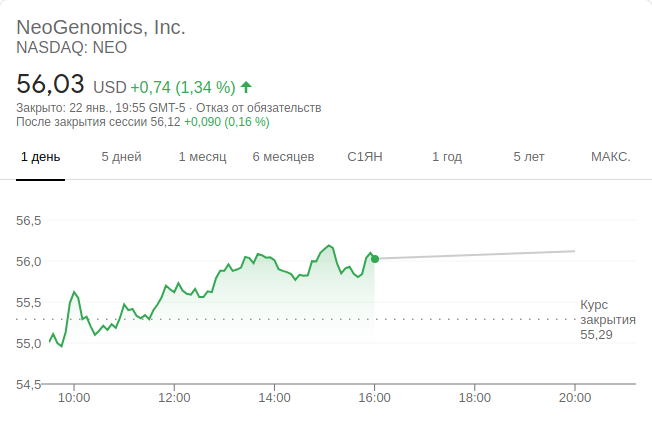 NeoGenomics, Inc.
NASDAQ: NEO
56,03 USD +0,74 (1,34 %)
Закрыто: 22 янв., 19:55 GMT-5 · Отказ от обязательств
После закрытия сессии 56,12 +0,090 (0,16 %)
1 день 5 дней 1 месяц 6 месяцев С1ЯН 1 год 5 лет МАКС.
56,5
56,0
55,5
Курс
закрытия
55,29
55,0
54,5
10:00 12:00 14:00 16:00 18:00 20:00